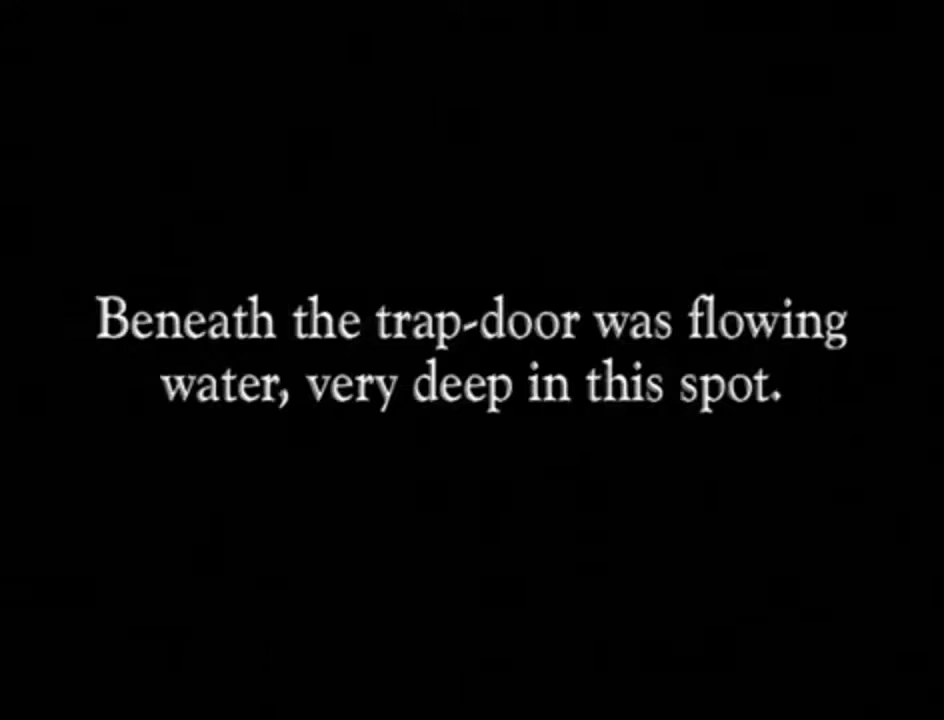 Beneath the trap-door was flowing
water, very deep in this spot.